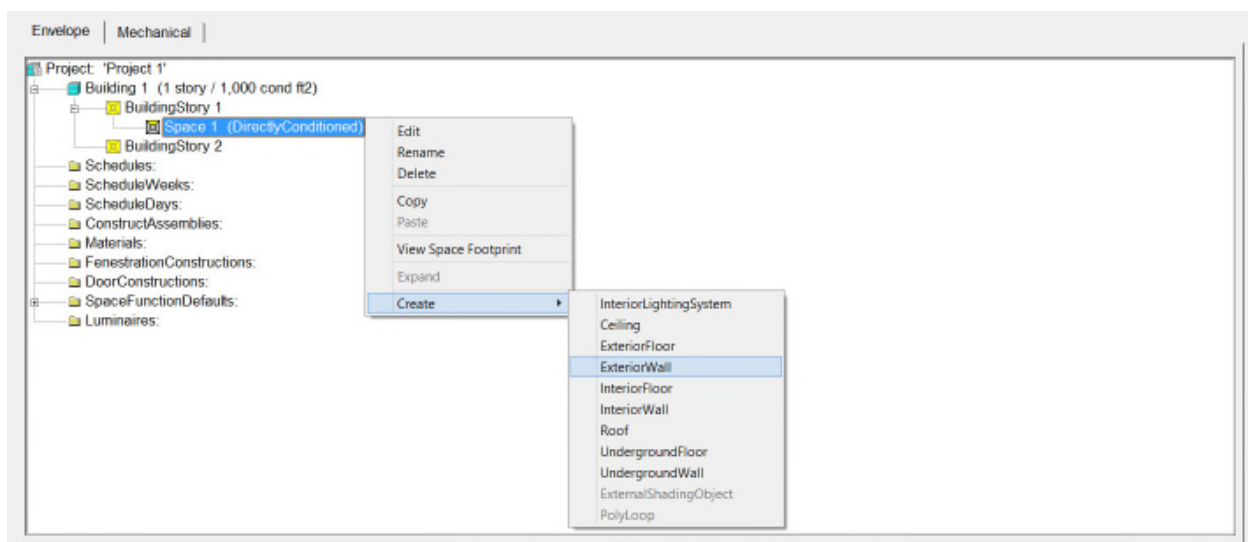 Envelope Mechanical
Project: 'Project 1'
Building 1 (1 story / 1,000 cond ft2)
BuildingStory 1
Space 1 (DirectlyConditioned)
BuildingStory 2
Schedules:
ScheduleWeeks:
ScheduleDays:
ConstructAssemblies:
Materials:
FenestrationConstructions:
DoorConstructions:
SpaceFunctionDefaults:
Luminaires:
Edit
Rename
Delete
Copy
Paste
View Space Footprint
Expand
Create
InteriorLightingSystem
Ceiling
ExteriorFloor
ExteriorWall
InteriorFloor
InteriorWall
Roof
UndergroundFloor
UndergroundWall
ExternalShadingObject
PolyLoop